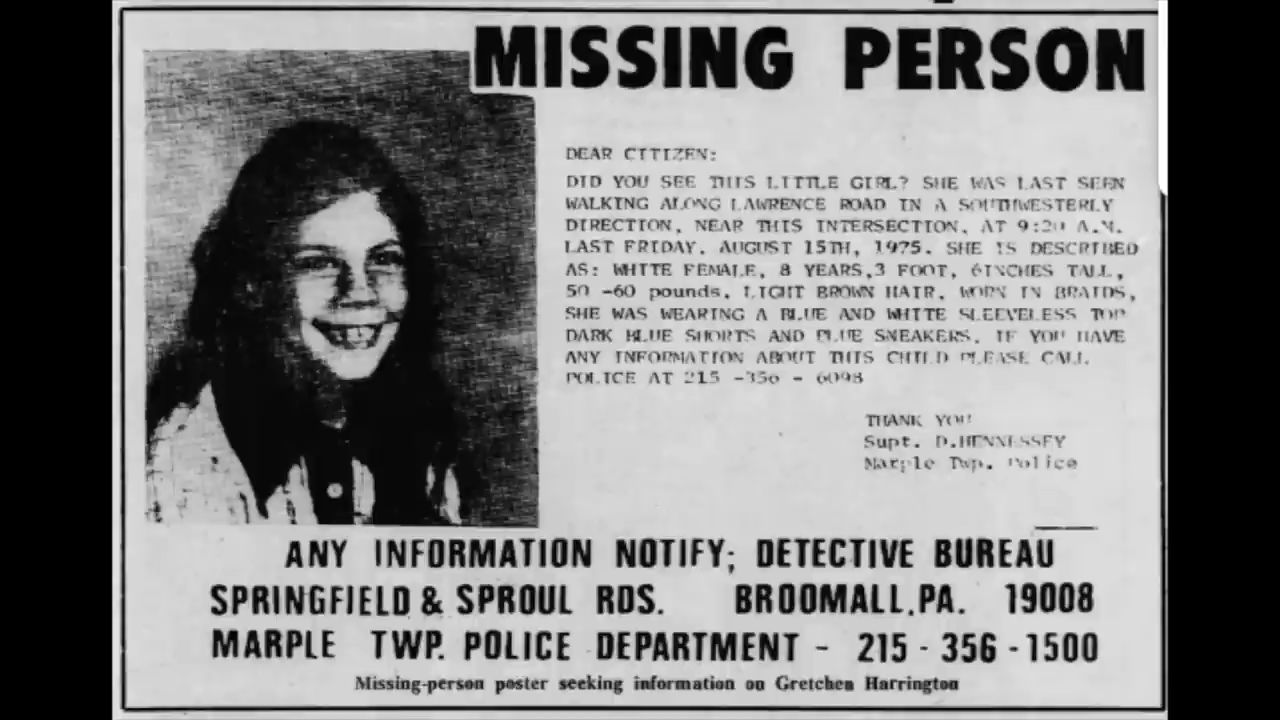 MISSING PERSON
DEAR CITIZEN:
DID YOU SEE THIS LITTLE GIRL? SHE WAS LAST SEEN
WALKING ALONG LAWRENCE ROAD IN A SOUTHWESTERLY
DIRECTION, NEAR THIS INTERSECTION, AT 9:20 A.M.
LAST FRIDAY, AUGUST 15TH, 1975. SHE IS DESCRIBED
AS: WHITE FEMALE, 8 YEARS,3 FOOT, 6INCHES TALL,
50 -60 pounds, LIGHT BROWN HAIR, WORN IN BRAIDS,
SHE WAS WEARING A BLUE AND WHITE SLEEVELESS TOP
DARK BLUE SHORTS AND BLUE SNEAKERS. IF YOU HAVE
ANY INFORMATION ABOUT THIS CHILD PLEASE CALL
POLICE AT 215 -356 - 6098
THANK YOU
Supt. D.HENNESSEY
Marple Twp. Police
ANY INFORMATION NOTIFY; DETECTIVE BUREAU
SPRINGFIELD & SPROUL RDS. BROOMALL,PA. 19008
MARPLE TWP. POLICE DEPARTMENT - 215 - 356 - 1500
Missing-person poster seeking information on Gretchen Harrington